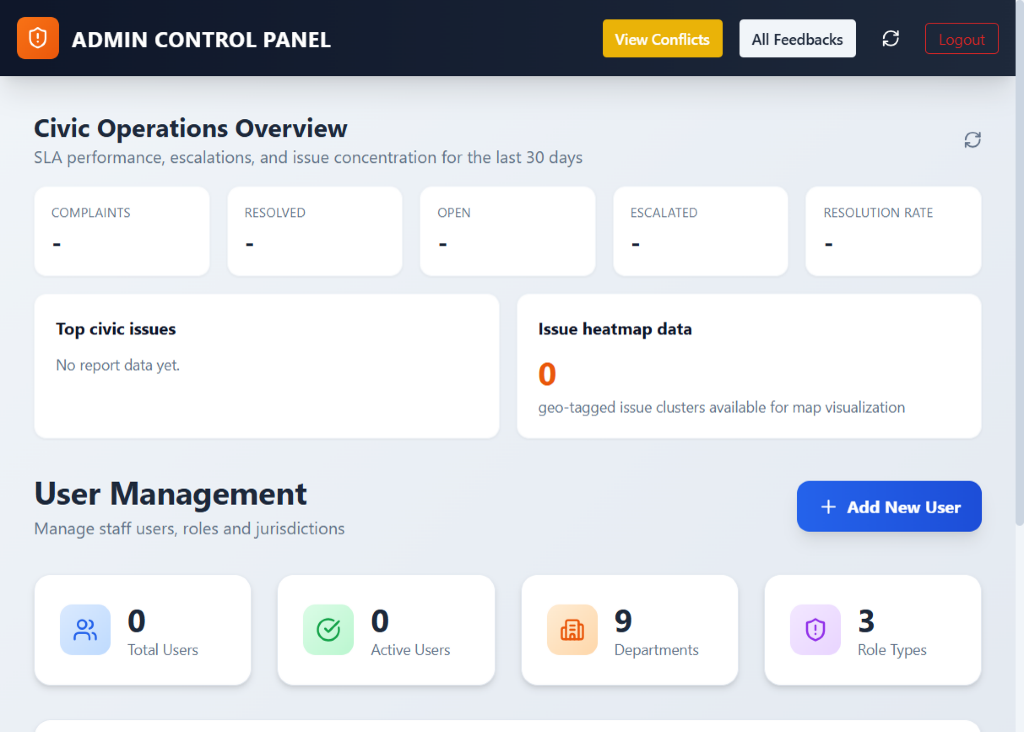 ADMIN CONTROL PANEL
View Conflicts
All Feedbacks
Logout
Civic Operations Overview
SLA performance, escalations, and issue concentration for the last 30 days
COMPLAINTS
-
RESOLVED
-
OPEN
-
ESCALATED
-
RESOLUTION RATE
-
Top civic issues
No report data yet.
Issue heatmap data
0
geo-tagged issue clusters available for map visualization
User Management
Manage staff users, roles and jurisdictions
Add New User
0
Total Users
0
Active Users
9
Departments
3
Role Types